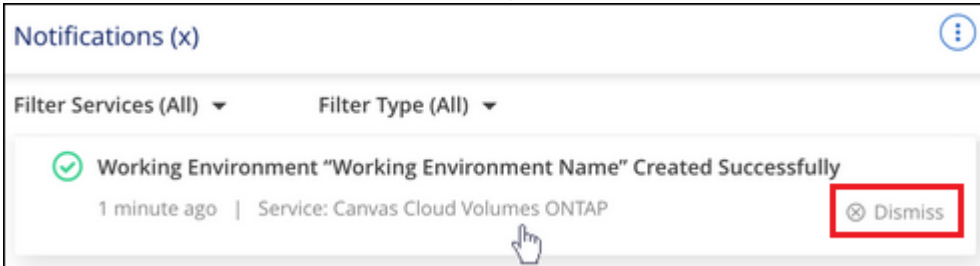 Notifications (x)
Filter Services (All) Filter Type (All)
Working Environment “Working Environment Name” Created Successfully
1 minute ago | Service: Canvas Cloud Volumes ONTAP
Dismiss